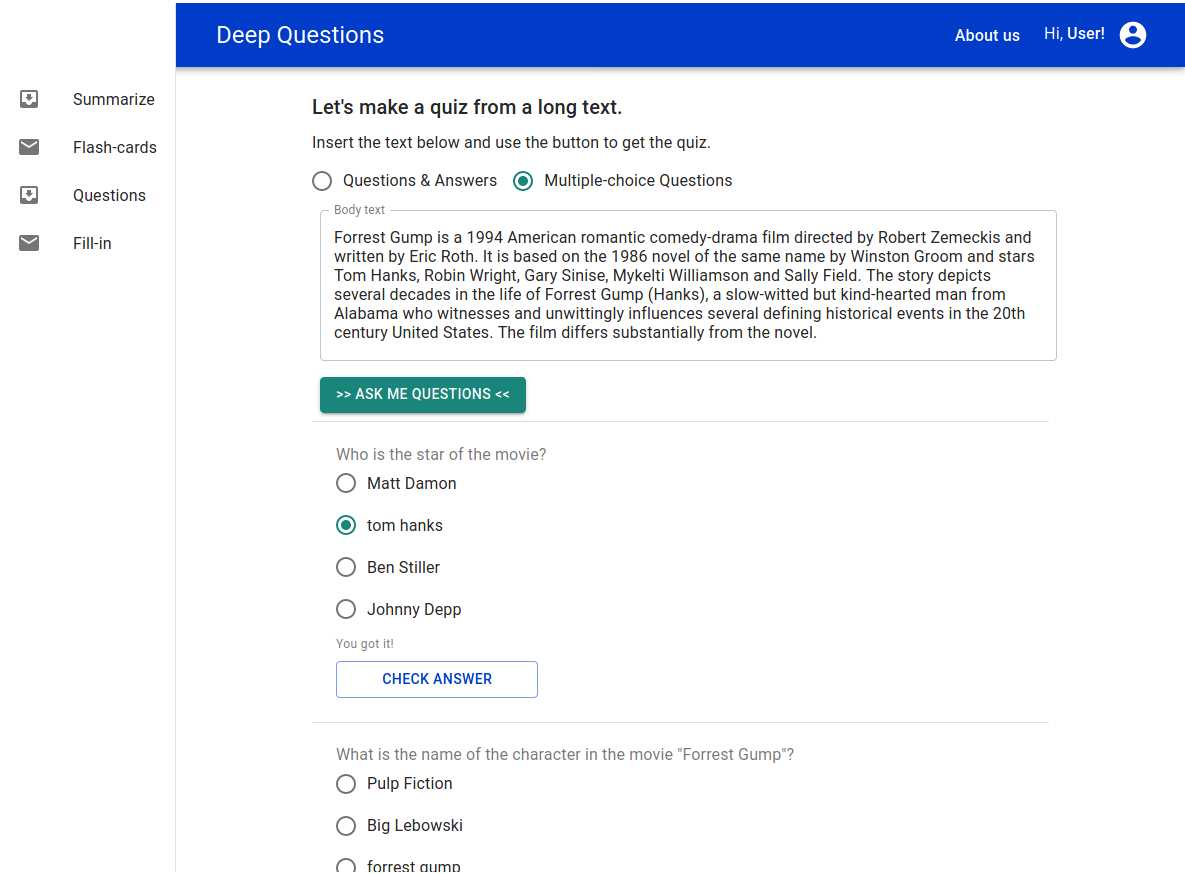 Deep Questions
About us
Hi, User!
Summarize
Flash-cards
Questions
Fill-in
Let's make a quiz from a long text.
Insert the text below and use the button to get the quiz.
Questions & Answers
Multiple-choice Questions
Body text
Forrest Gump is a 1994 American romantic comedy-drama film directed by Robert Zemeckis and
written by Eric Roth. It is based on the 1986 novel of the same name by Winston Groom and stars
Tom Hanks, Robin Wright, Gary Sinise, Mykelti Williamson and Sally Field. The story depicts
several decades in the life of Forrest Gump (Hanks), a slow-witted but kind-hearted man from
Alabama who witnesses and unwittingly influences several defining historical events in the 20th
century United States. The film differs substantially from the novel.
>> ASK ME QUESTIONS <<
Who is the star of the movie?
Matt Damon
tom hanks
Ben Stiller
Johnny Depp
You got it!
CHECK ANSWER
What is the name of the character in the movie "Forrest Gump"?
Pulp Fiction
Big Lebowski
forrest gump